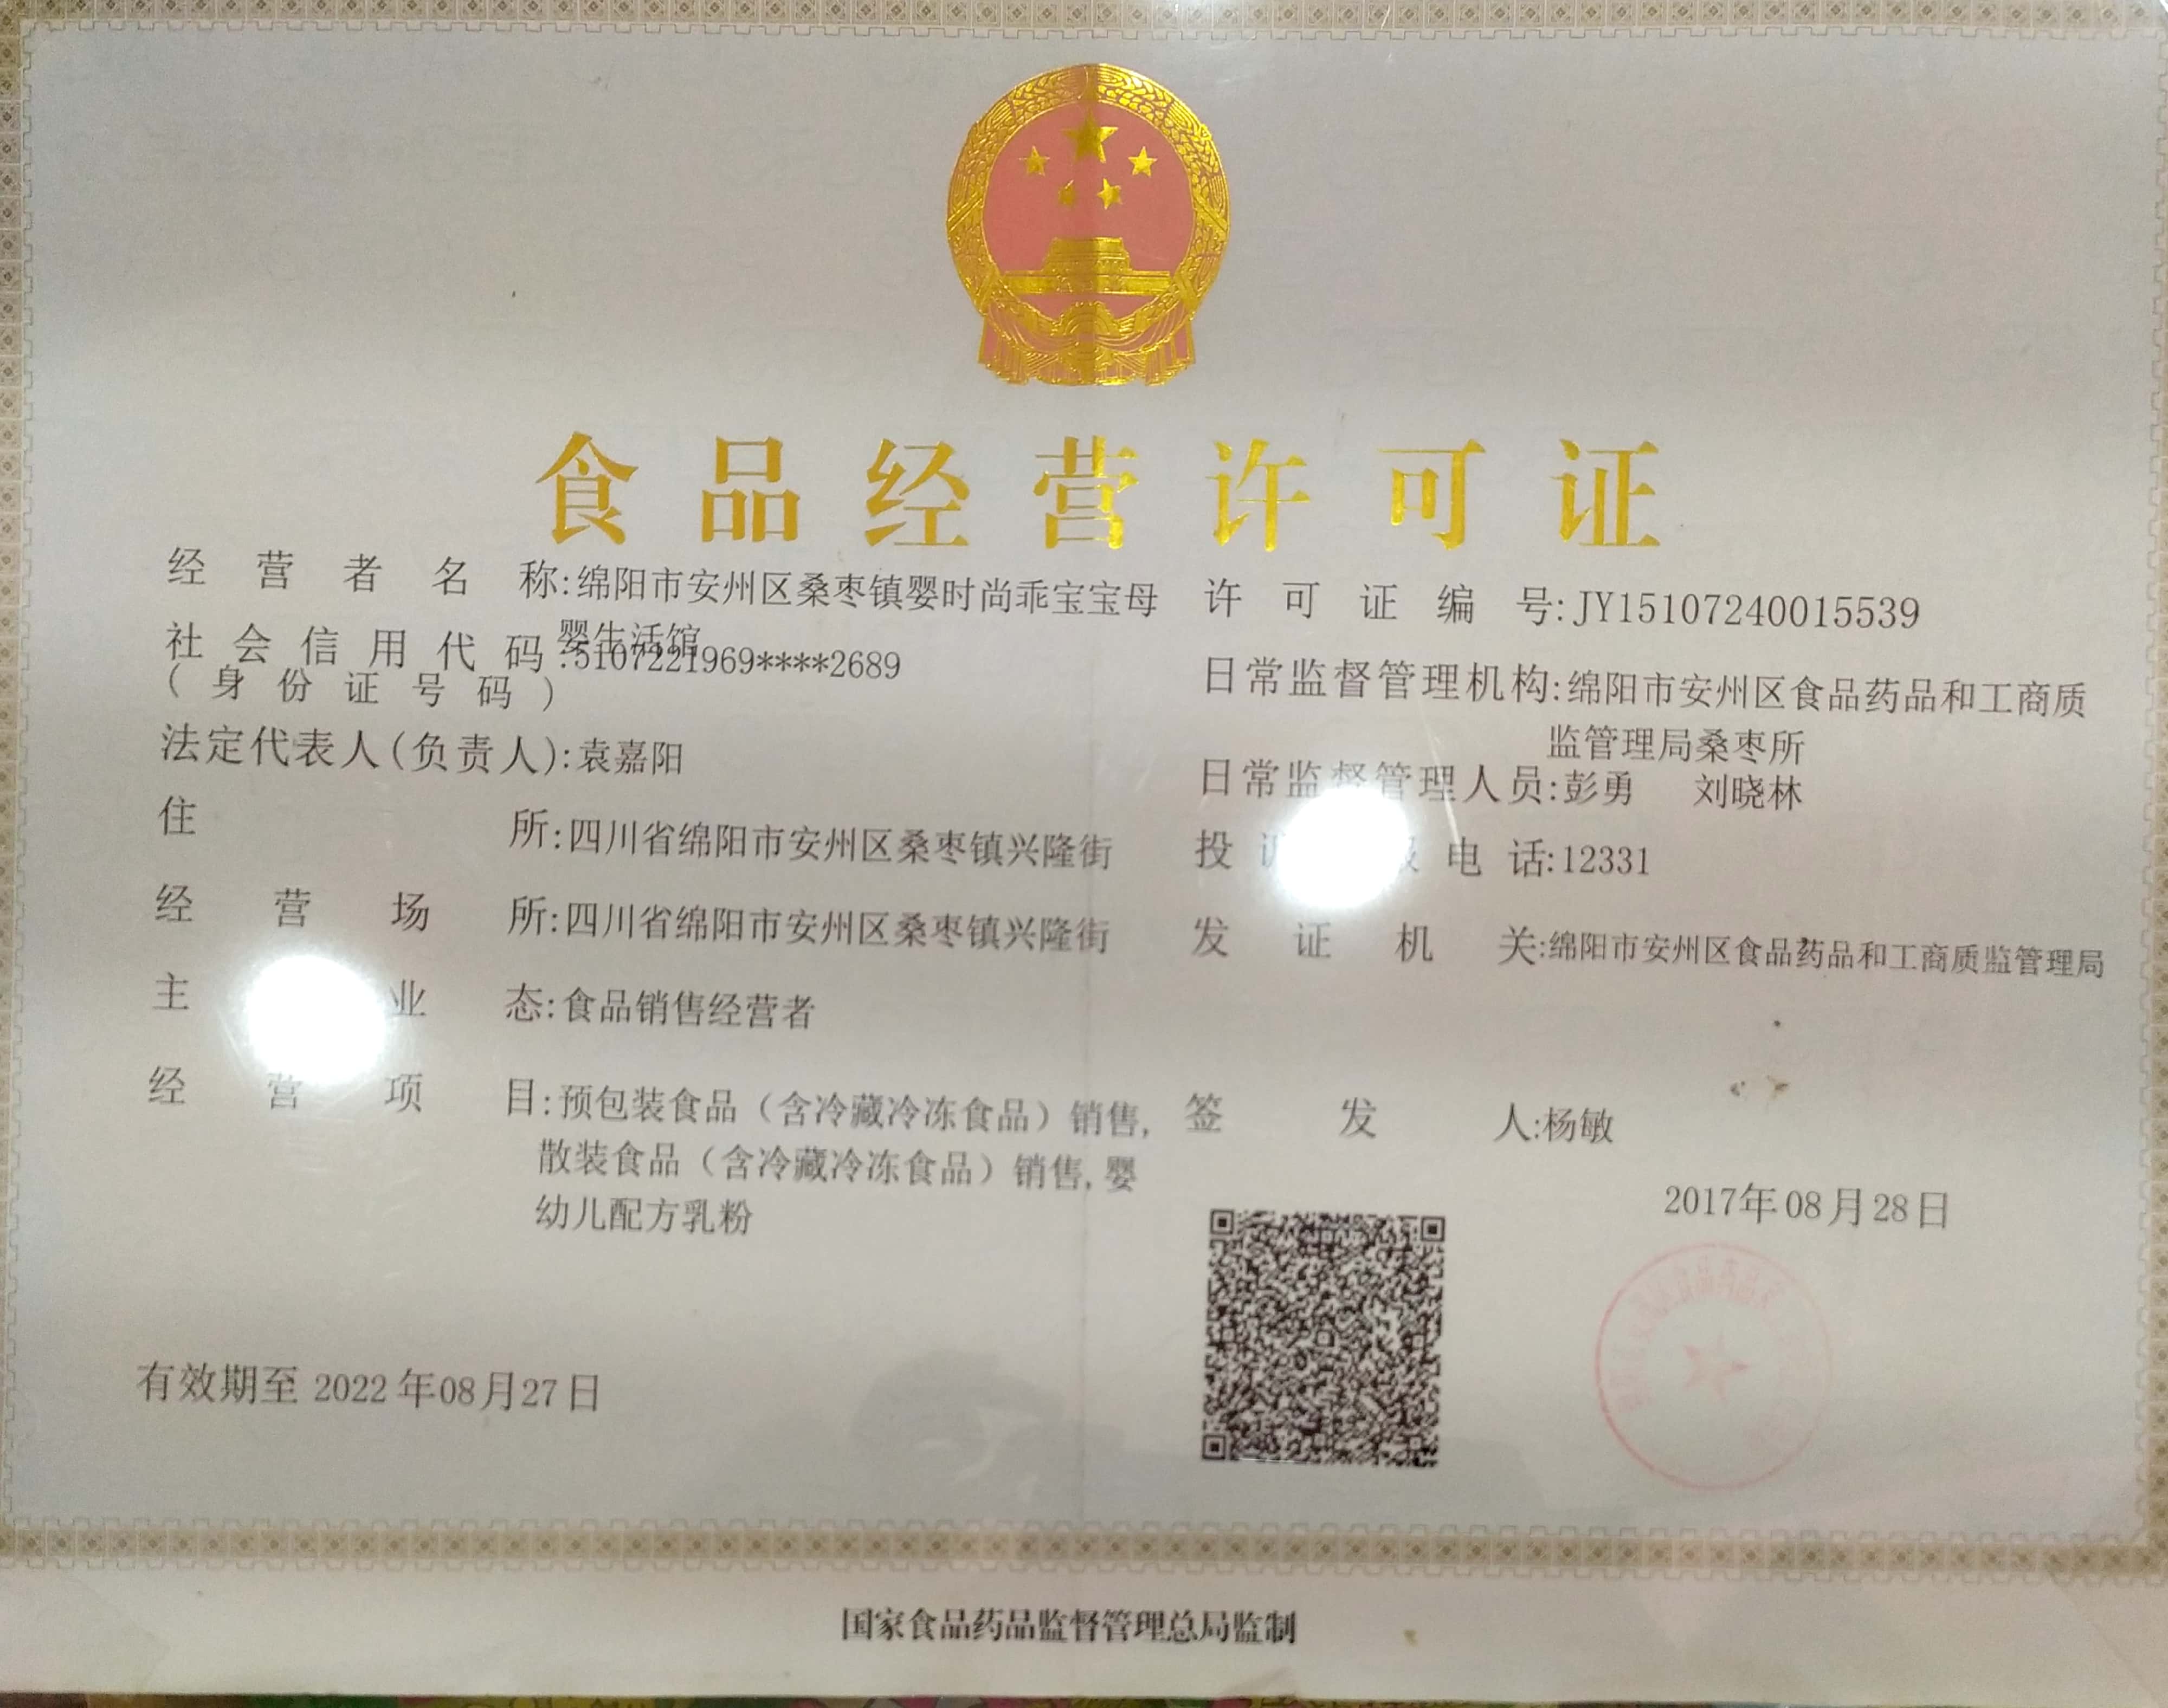 食品经营许可证
经营者名称:绵阳市安州区桑枣镇婴时尚乖宝宝母
婴生活馆
社会信用代码:5107221969****2689
(身份证号码)
法定代表人(负责人):袁嘉阳
住所:四川省绵阳市安州区桑枣镇兴隆街
经营场所:四川省绵阳市安州区桑枣镇兴隆街
主业态:食品销售经营者
经营项目:预包装食品（含冷藏冷冻食品）销售,
散装食品（含冷藏冷冻食品）销售,婴
幼儿配方乳粉
有效期至 2022年08月27日
许可证编号:JY15107240015539
日常监督管理机构:绵阳市安州区食品药品和工商质
监管理局桑枣所
日常监督管理人员:彭勇 刘晓林
投电话:12331
发证机关:绵阳市安州区食品药品和工商质监管理局
签发人:杨敏
2017年08月28日
国家食品药品监督管理总局监制